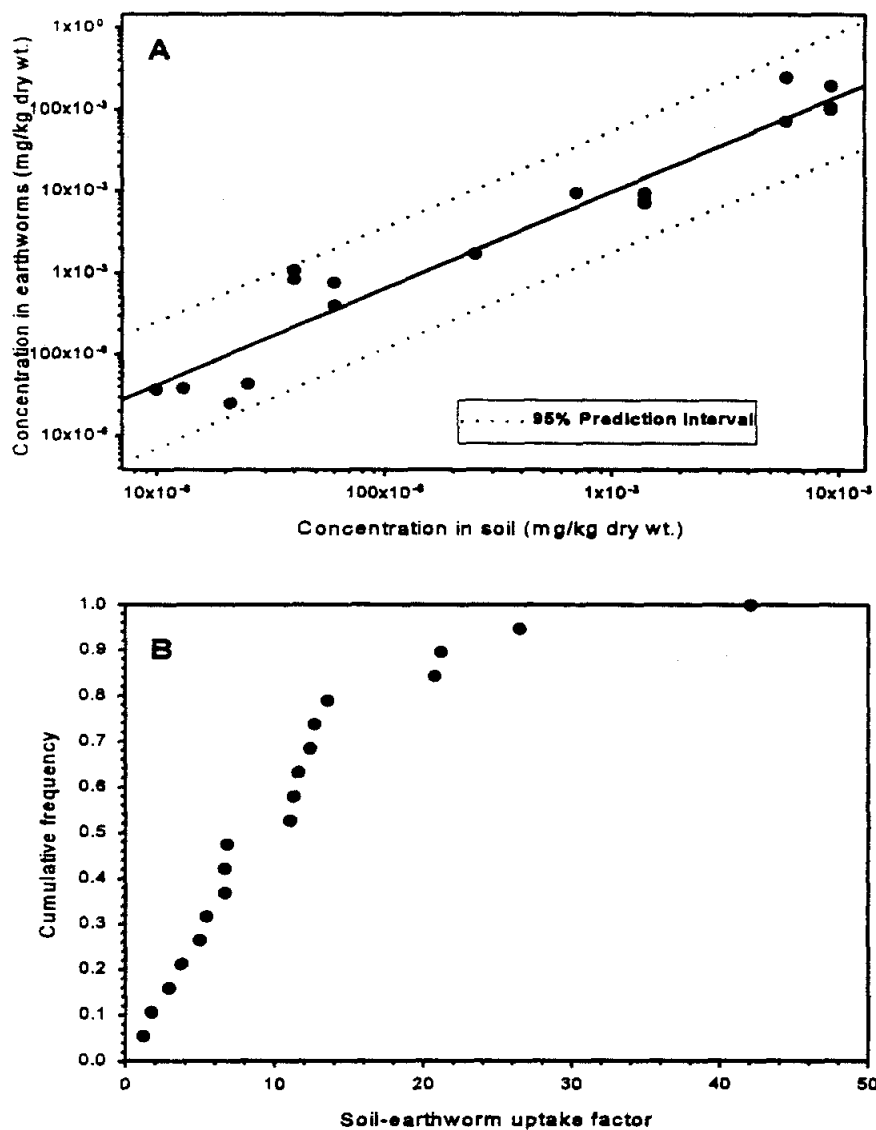 A
1x10⁰
100x10⁻³
10x10⁻³
1x10⁻³
100x10⁻⁶
10x10⁻⁶
Concentration in earthworms (mg/kg dry wt.)
95% Prediction Interval
10x10⁻⁶ 100x10⁻⁶ 1x10⁻³ 10x10⁻³
Concentration in soil (mg/kg dry wt.)
B
1.0
0.9
0.8
0.7
0.6
0.5
0.4
0.3
0.2
0.1
0.0
Cumulative frequency
0 10 20 30 40 50
Soil-earthworm uptake factor